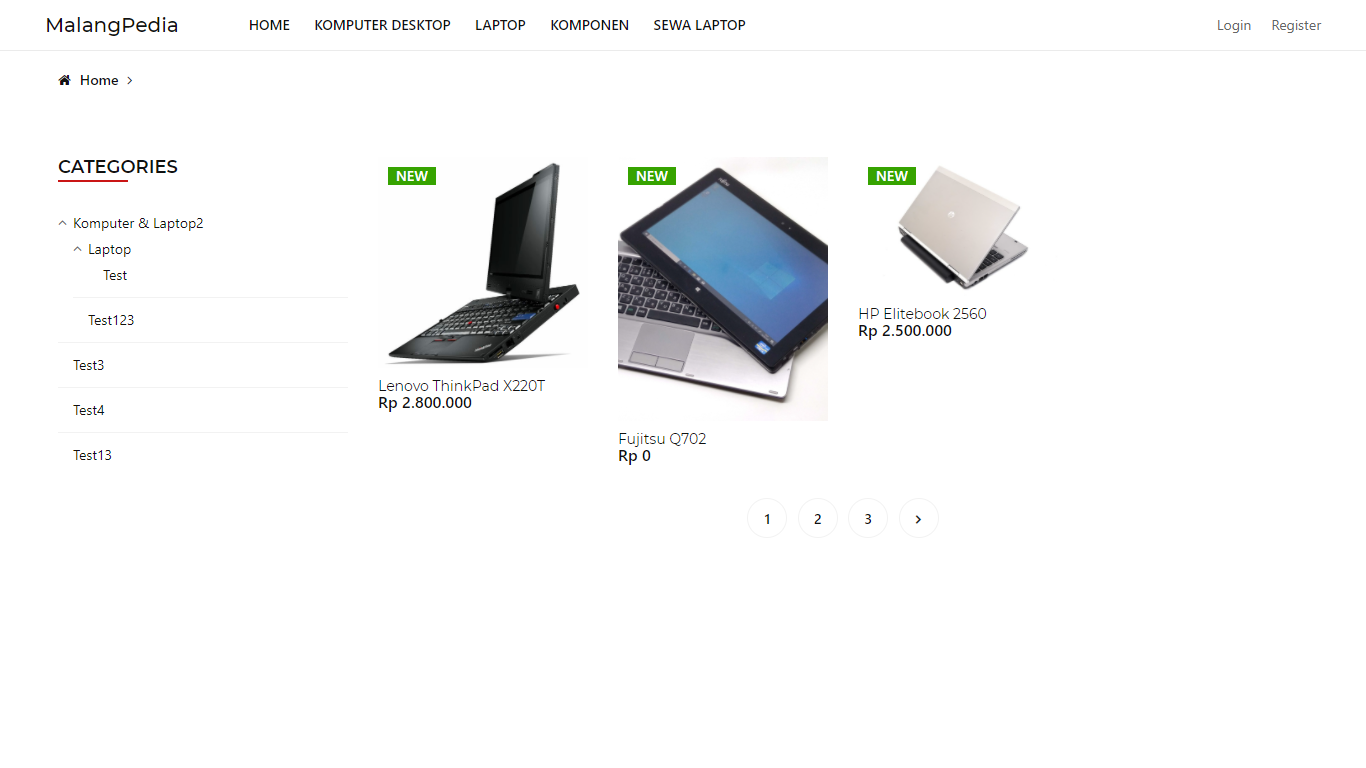 MalangPedia HOME KOMPUTER DESKTOP LAPTOP KOMPONEN SEWA LAPTOP Login Register
Home
CATEGORIES
Komputer & Laptop2
Laptop
Test
Test123
Test3
Test4
Test13
NEW
Lenovo ThinkPad X220T
Rp 2.800.000
NEW
Fujitsu Q702
Rp 0
NEW
HP Elitebook 2560
Rp 2.500.000
1 2 3